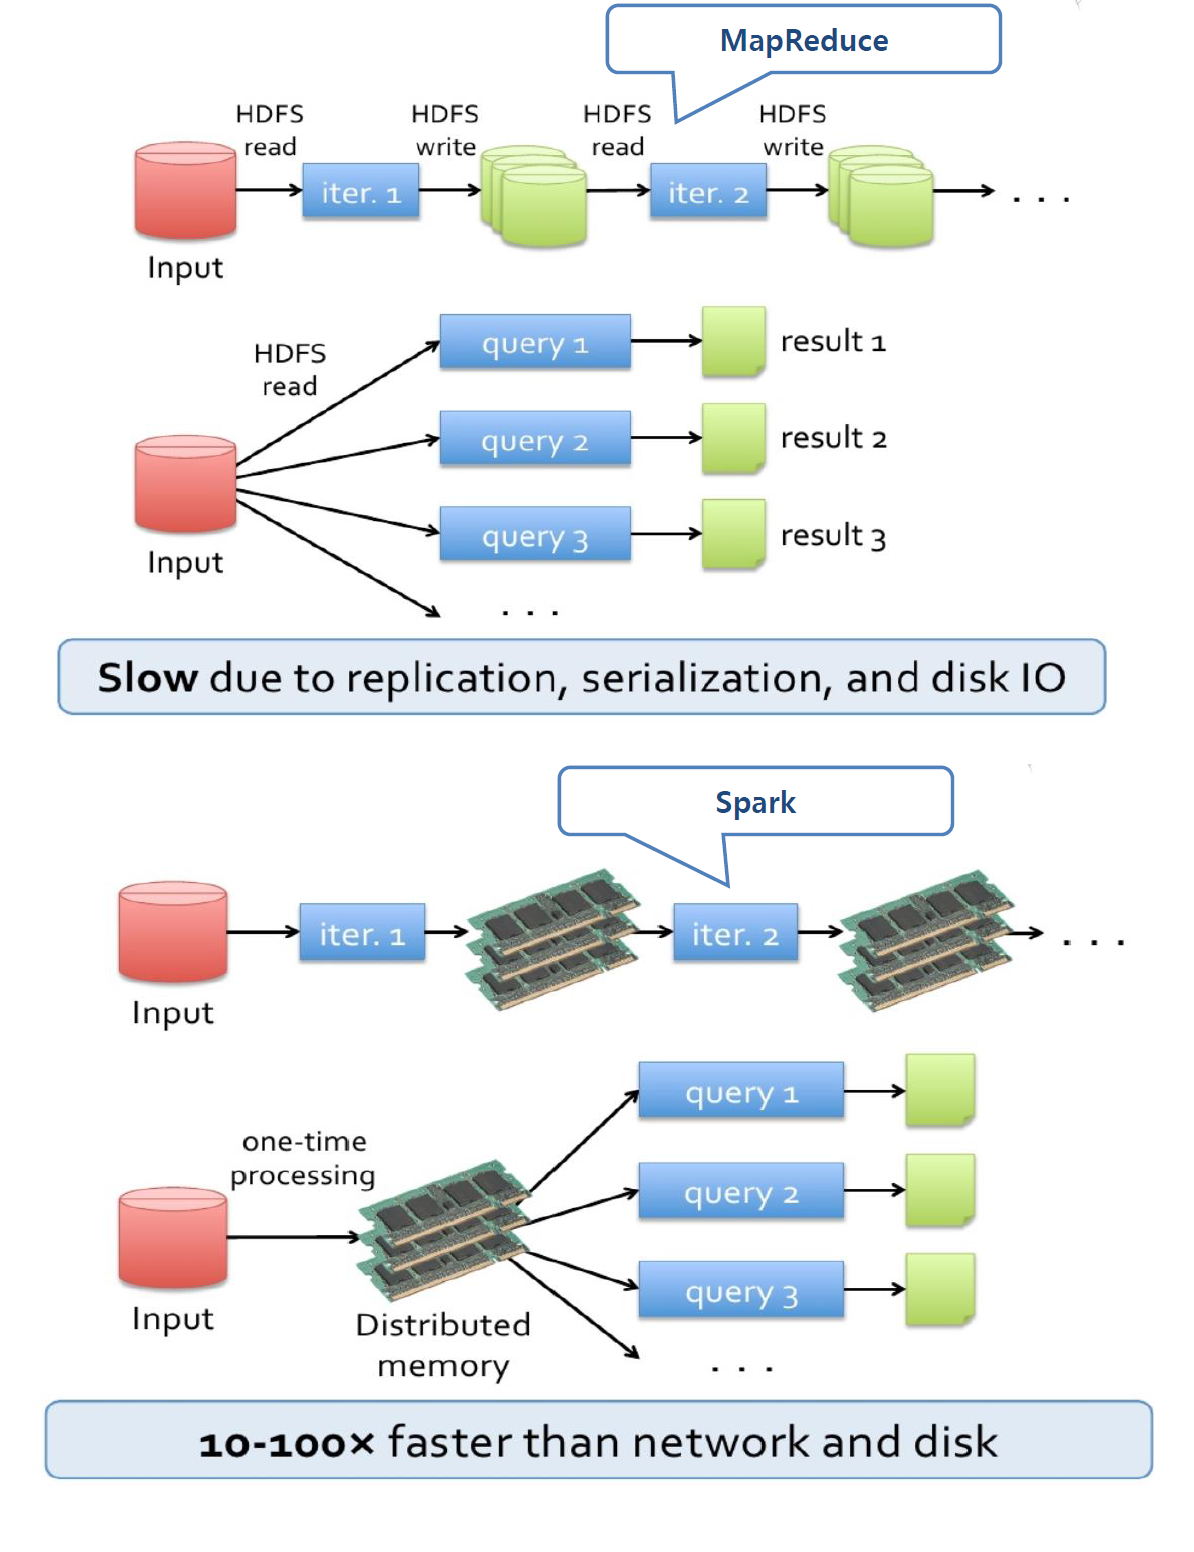 MapReduce
HDFS
read
HDFS
write
HDFS
read
HDFS
write
iter. 1
iter. 2
. . .
Input
HDFS
read
query 1
result 1
query 2
result 2
query 3
result 3
Input
. . .
Slow due to replication, serialization, and disk IO
Spark
iter. 1
iter. 2
. . .
Input
one-time
processing
query 1
query 2
query 3
Input
Distributed
memory
. . .
10-100× faster than network and disk